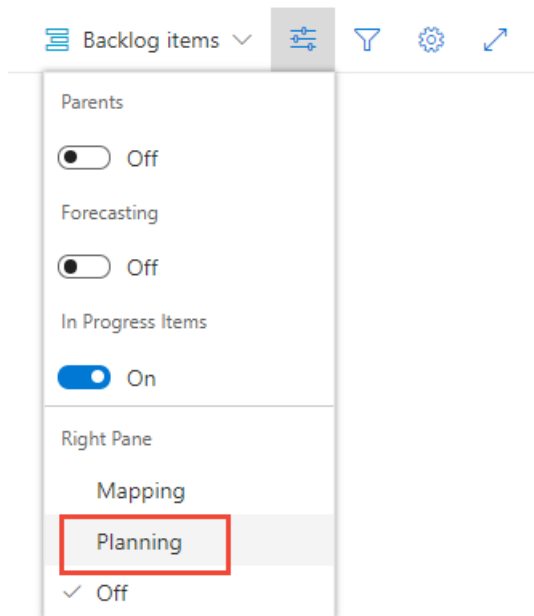 Backlog items
Parents
Off
Forecasting
Off
In Progress Items
On
Right Pane
Mapping
Planning
Off